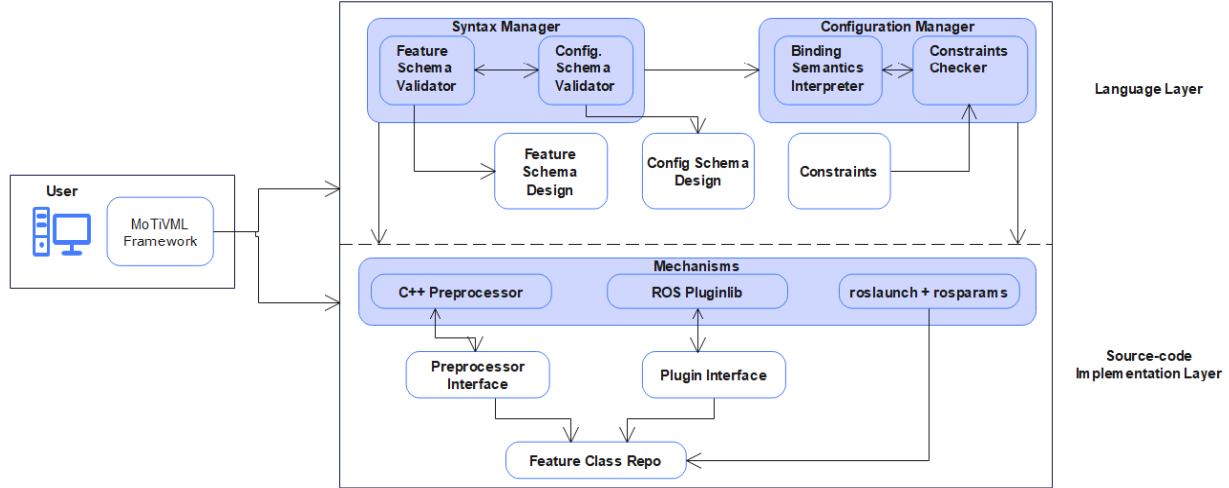 Syntax Manager
Configuration Manager
Feature
Schema
Validator
Config.
Schema
Validator
Binding
Semantics
Interpreter
Constraints
Checker
Language Layer
Feature
Schema
Design
Config Schema
Design
Constraints
User
MoTiVML
Framework
Mechanisms
C++ Preprocessor
ROS Pluginlib
roslaunch + rosparams
Preprocessor
Interface
Plugin Interface
Source-code
Implementation Layer
Feature Class Repo